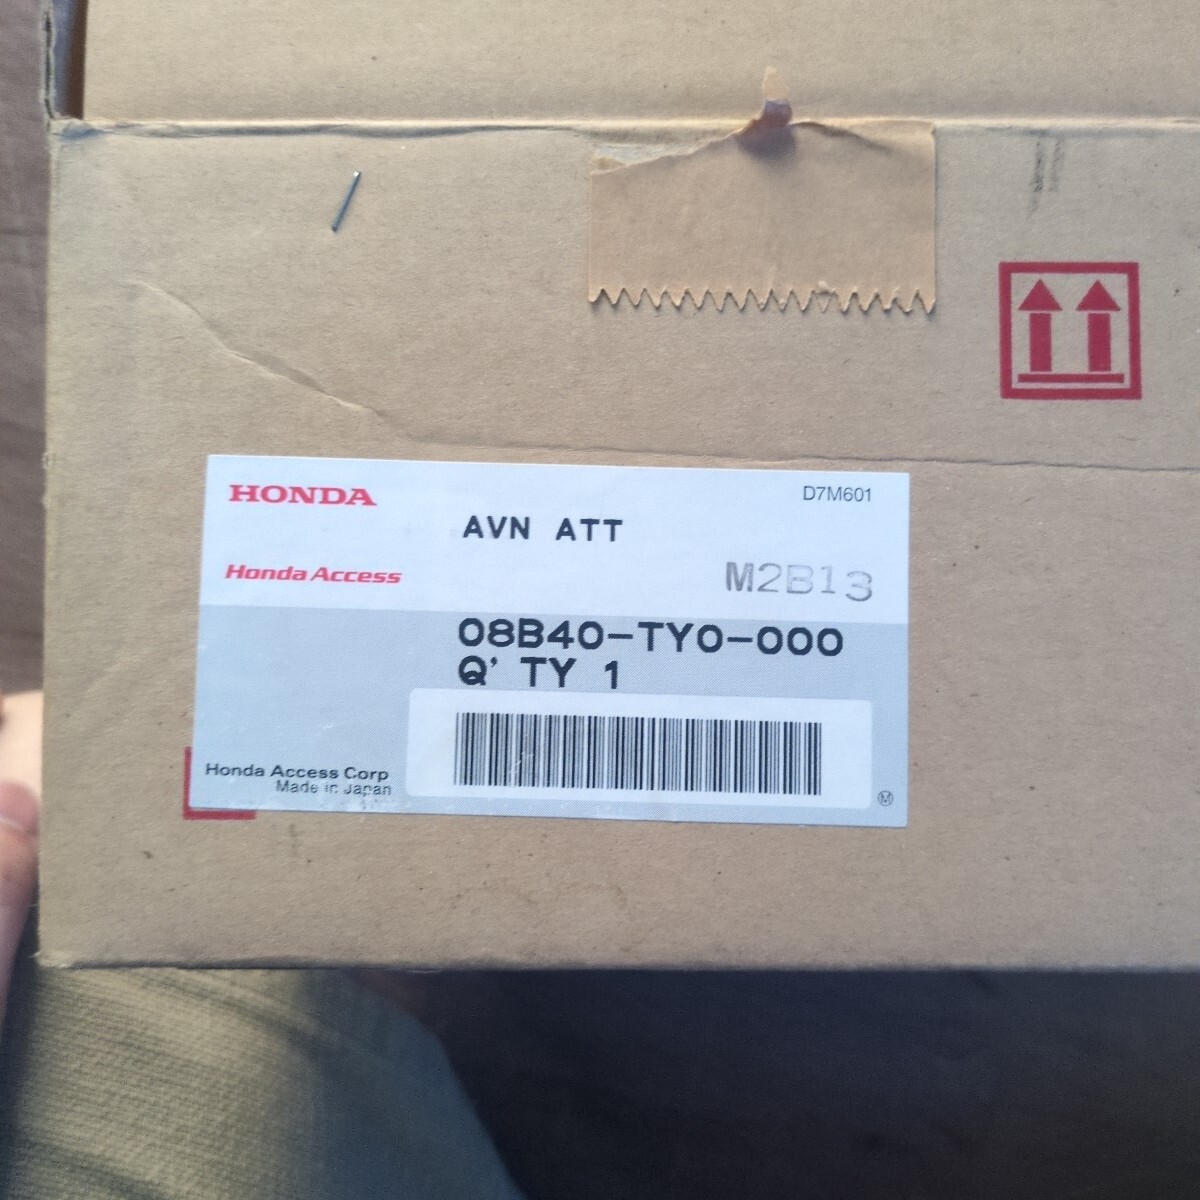 HONDA
D7M601
AVN ATT
Honda Access
M2B13
08B40-TY0-000
Q'TY 1
Honda Access Corp
Made in Japan
M